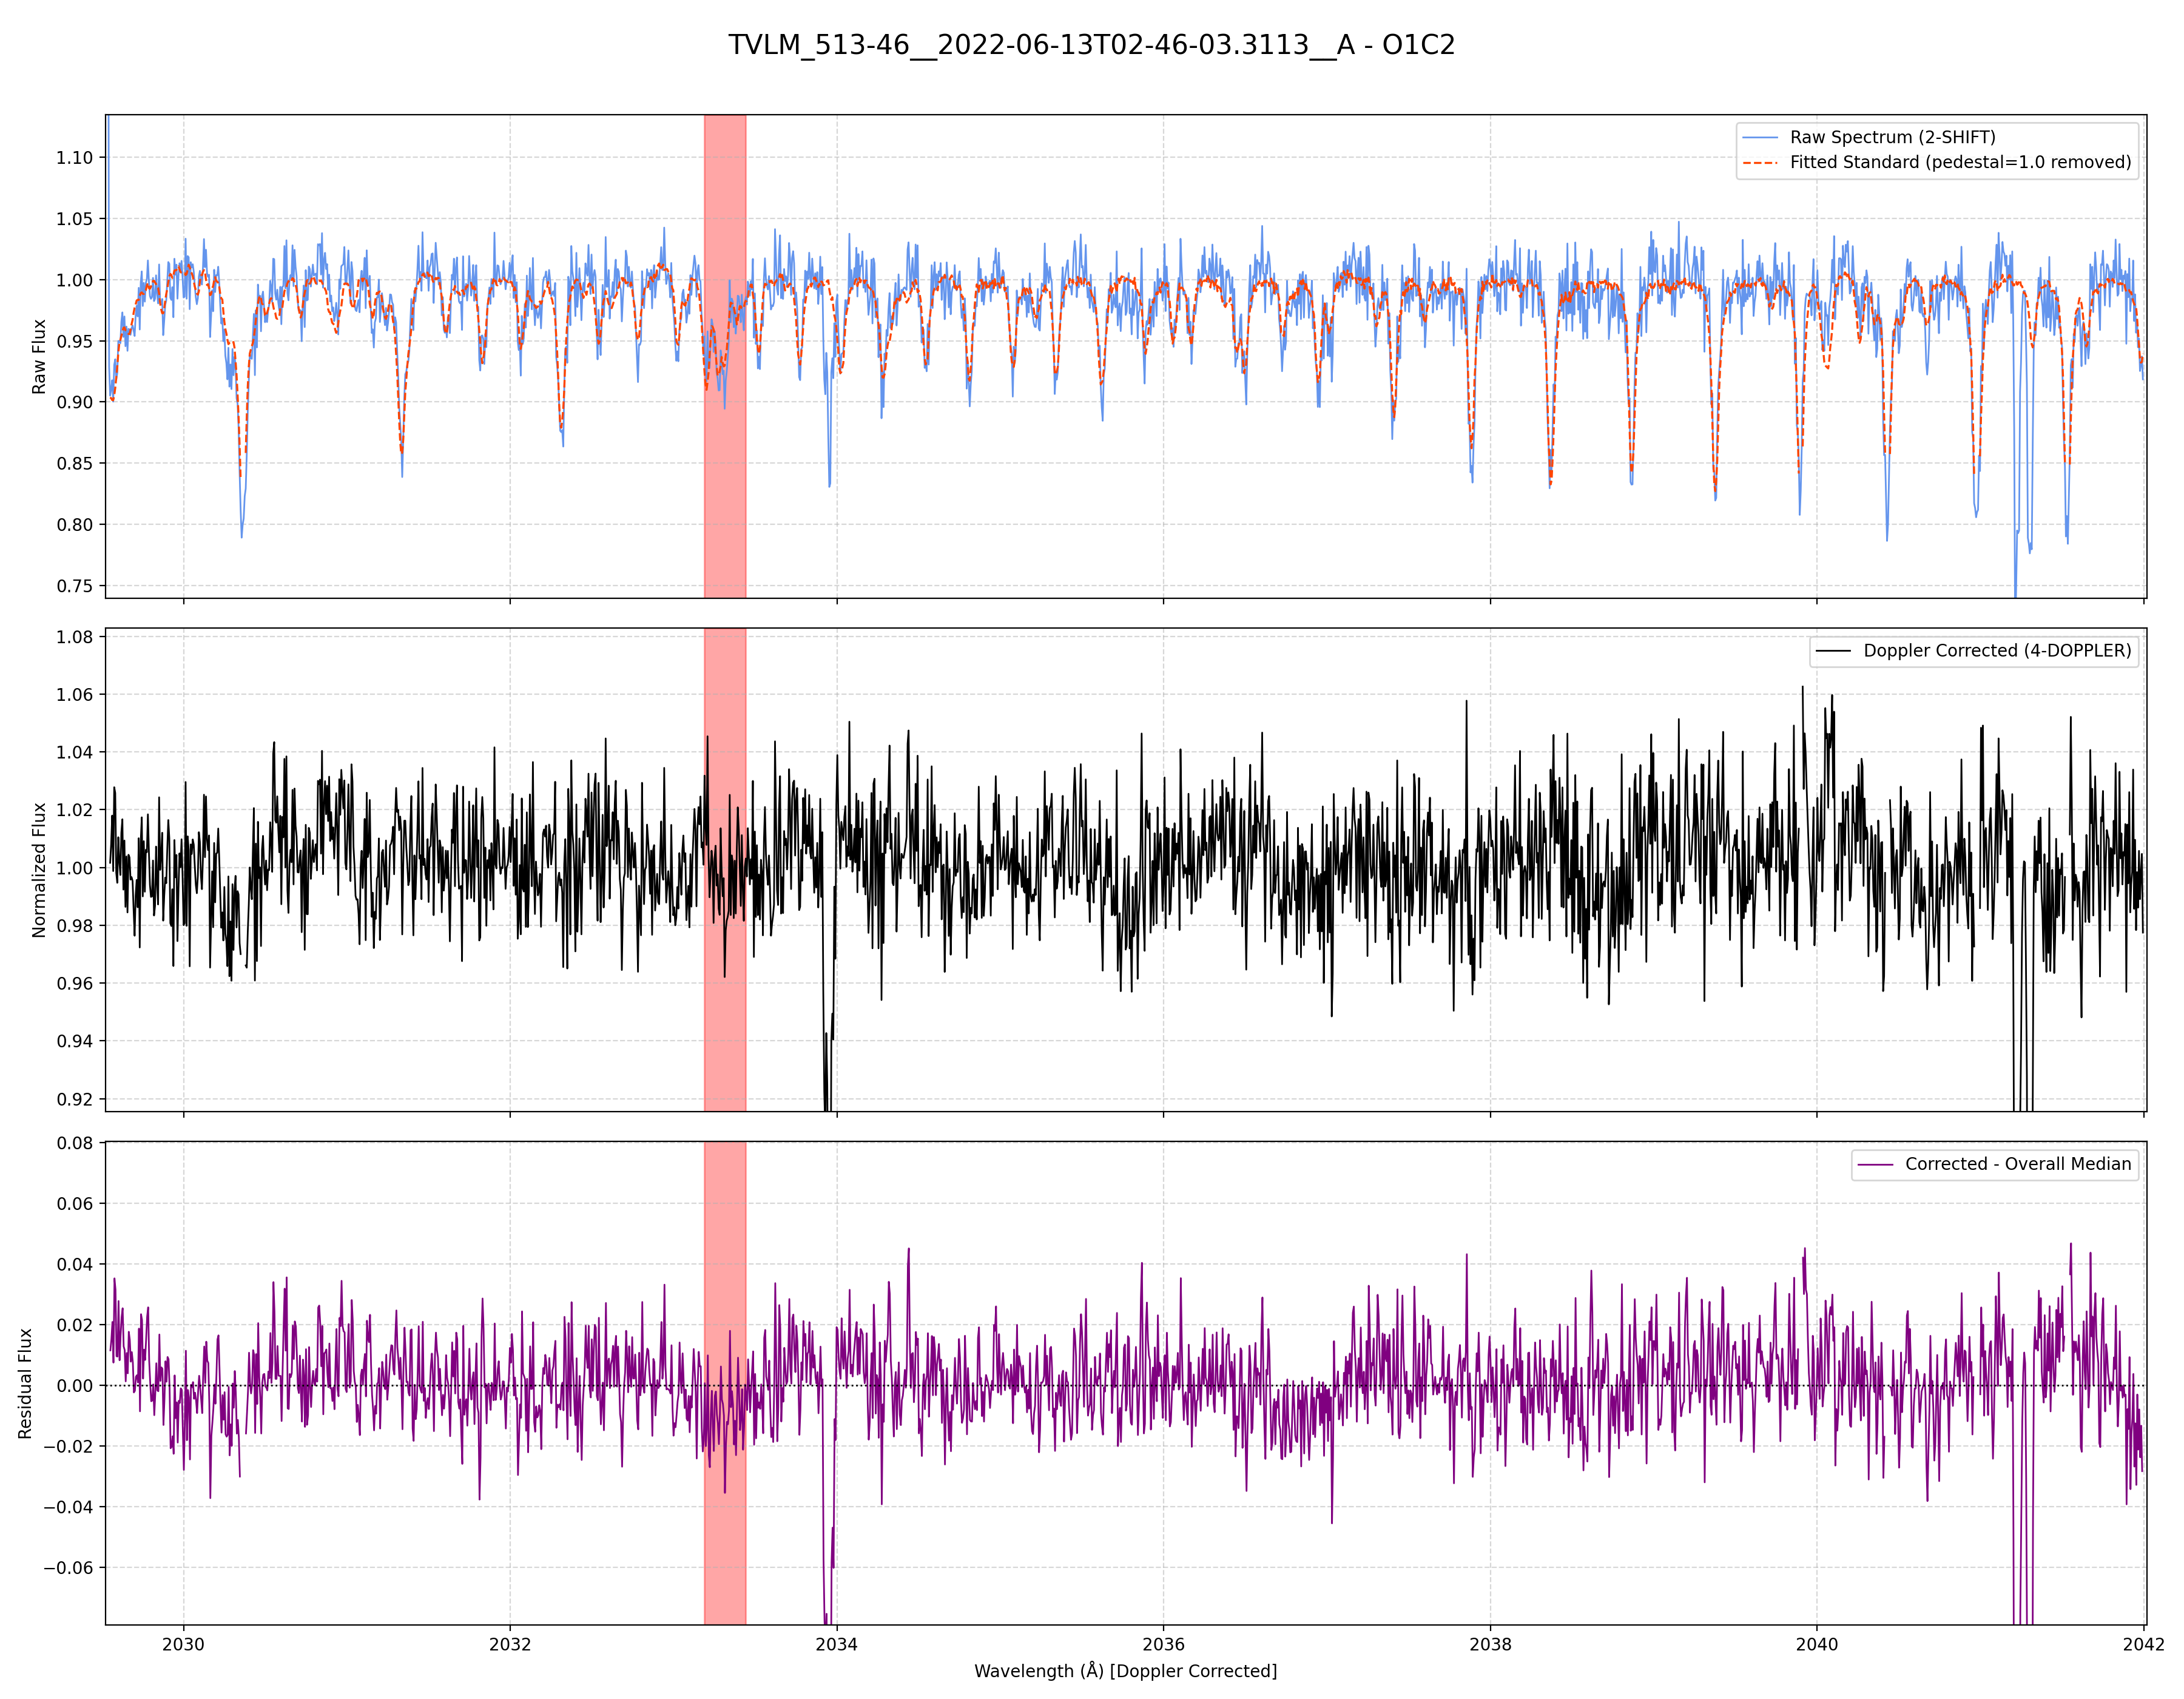 TVLM_513-46__2022-06-13T02-46-03.3113__A - O1C2
Raw Spectrum (2-SHIFT)
Fitted Standard (pedestal=1.0 removed)
Raw Flux
1.10
1.05
1.00
0.95
0.90
0.85
0.80
0.75
Doppler Corrected (4-DOPPLER)
Normalized Flux
1.08
1.06
1.04
1.02
1.00
0.98
0.96
0.94
0.92
Corrected - Overall Median
Residual Flux
0.08
0.06
0.04
0.02
0.00
−0.02
−0.04
−0.06
2030 2032 2034 2036 2038 2040 2042
Wavelength (Å) [Doppler Corrected]